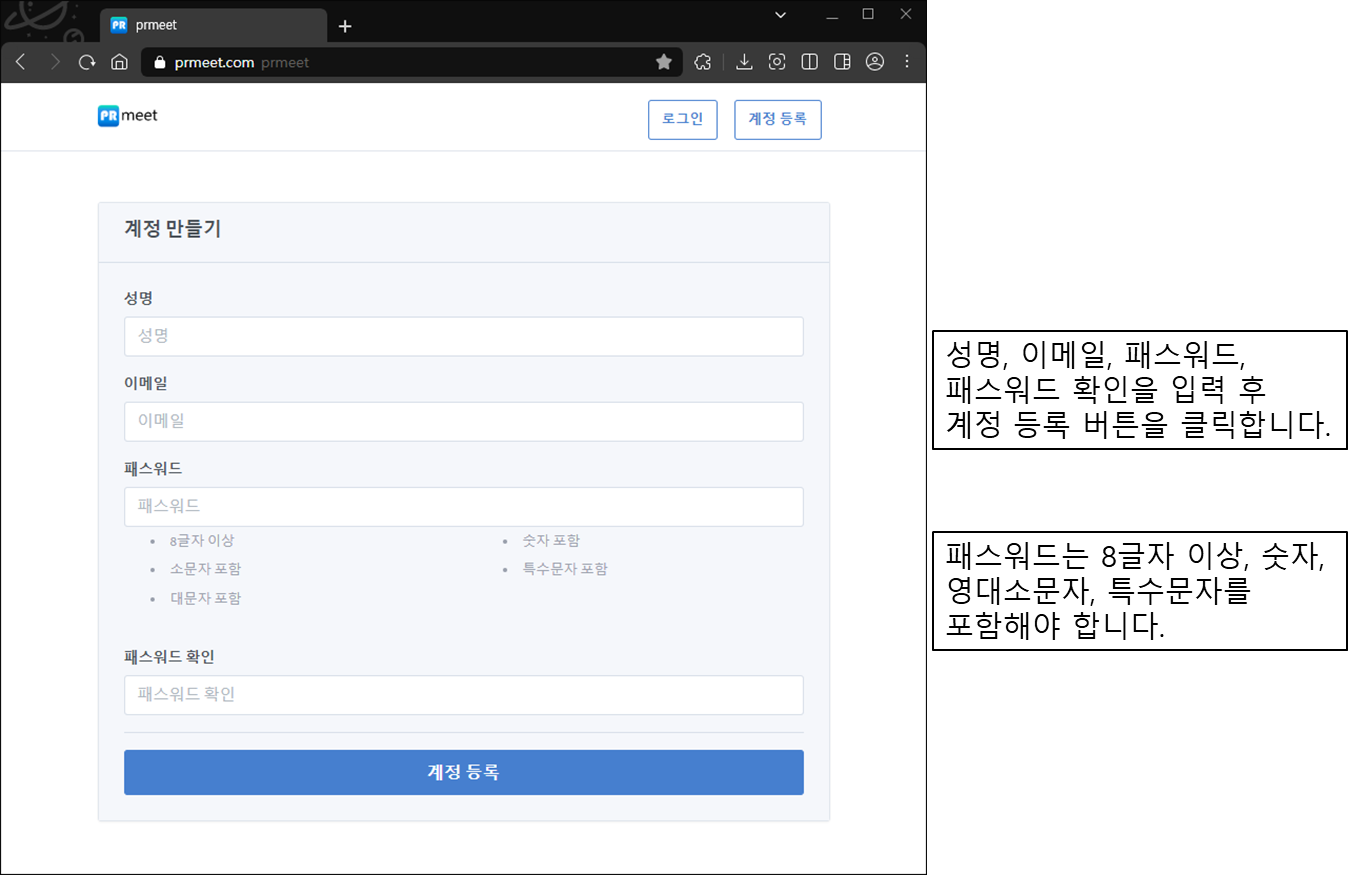 PR prmeet
prmeet.com prmeet
PR meet
로그인
계정 등록
계정 만들기
성명
성명
이메일
이메일
패스워드
패스워드
8글자 이상
숫자 포함
소문자 포함
특수문자 포함
대문자 포함
패스워드 확인
패스워드 확인
계정 등록
성명, 이메일, 패스워드,
패스워드 확인을 입력 후
계정 등록 버튼을 클릭합니다.
패스워드는 8글자 이상, 숫자,
영대소문자, 특수문자를
포함해야 합니다.